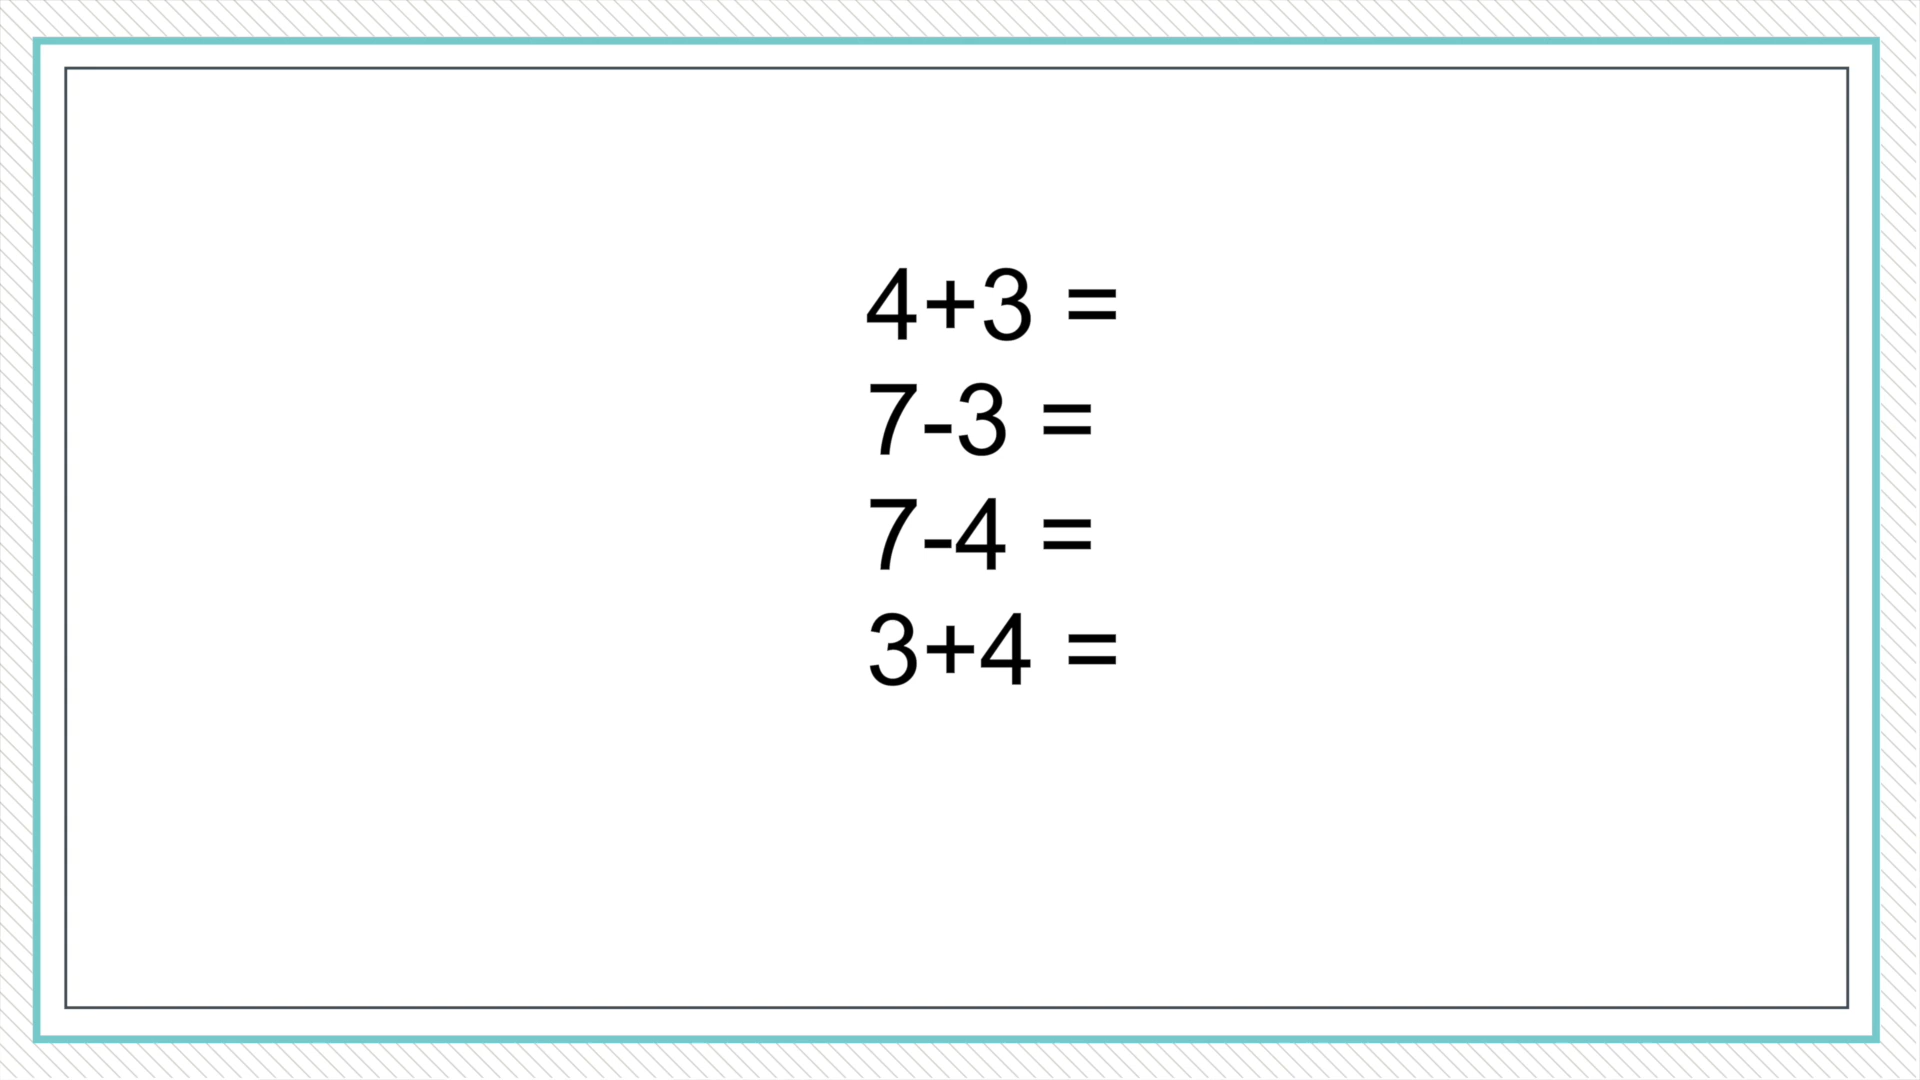 4+3 =
7-3 =
7-4 =
3+4 =